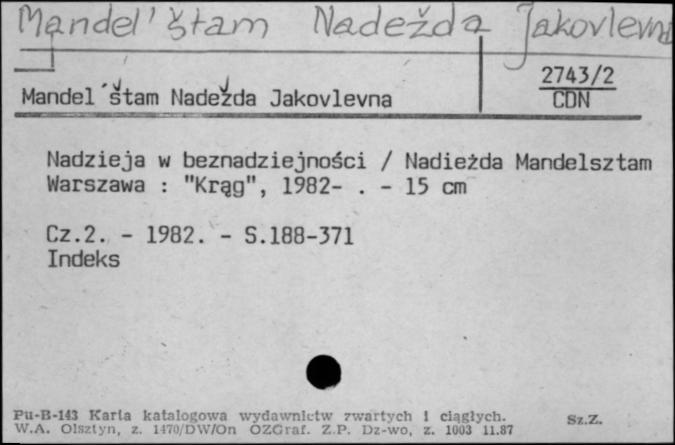 Mandel'štam Nadežda Jakovlevna
Mandel'štam Nadežda Jakovlevna
2743/2
CDN
Nadzieja w beznadziejności / Nadieżda Mandelsztam
Warszawa : "Krąg", 1982- . - 15 cm
Cz.2. - 1982. - S.188-371
Indeks
Pu-B-143 Karta katalogowa wydawnictw zwartych i ciągłych. Sz.Z.
W.A. Olsztyn, z. 1470/DW/On OZGraf. Z.P. Dz-wo, z. 1003 11.87